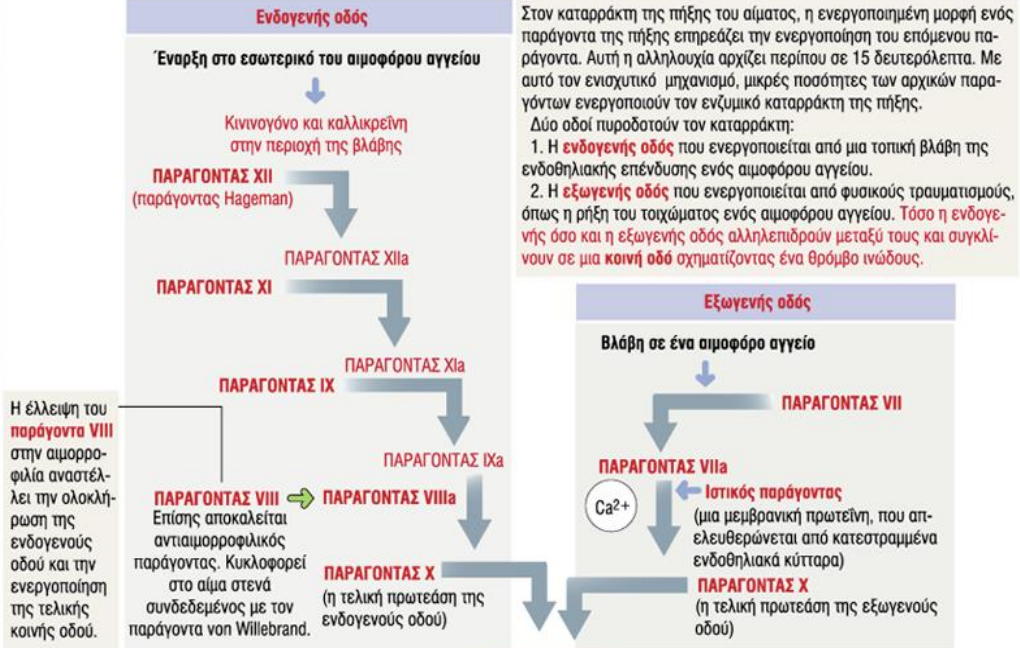 Ενδογενής οδός
Έναρξη στο εσωτερικό του αιμοφόρου αγγείου
Κινινογόνο και καλλικρεΐνη
στην περιοχή της βλάβης
ΠΑΡΑΓΟΝΤΑΣ XII
(παράγοντας Hageman)
ΠΑΡΑΓΟΝΤΑΣ XIIa
ΠΑΡΑΓΟΝΤΑΣ XI
ΠΑΡΑΓΟΝΤΑΣ XIa
ΠΑΡΑΓΟΝΤΑΣ IX
ΠΑΡΑΓΟΝΤΑΣ IXa
Η έλλειψη του
παράγοντα VIII
στην αιμορρο-
φιλία αναστέλ-
λει την ολοκλή-
ρωση της
ενδογενούς
οδού και την
ενεργοποίηση
της τελικής
κοινής οδού.
ΠΑΡΑΓΟΝΤΑΣ VIII
Επίσης αποκαλείται
αντιαιμορροφιλικός
παράγοντας. Κυκλοφορεί
στο αίμα στενά
συνδεδεμένος με τον
παράγοντα von Willebrand.
ΠΑΡΑΓΟΝΤΑΣ VIIIa
ΠΑΡΑΓΟΝΤΑΣ X
(η τελική πρωτεάση της
ενδογενούς οδού)
Στον καταρράκτη της πήξης του αίματος, η ενεργοποιημένη μορφή ενός
παράγοντα της πήξης επηρεάζει την ενεργοποίηση του επόμενου πα-
ράγοντα. Αυτή η αλληλουχία αρχίζει περίπου σε 15 δευτερόλεπτα. Με
αυτό τον ενισχυτικό μηχανισμό, μικρές ποσότητες των αρχικών παρα-
γόντων ενεργοποιούν τον ενζυμικό καταρράκτη της πήξης.
Δύο οδοί πυροδοτούν τον καταρράκτη:
1. Η ενδογενής οδός που ενεργοποιείται από μια τοπική βλάβη της
ενδοθηλιακής επένδυσης ενός αιμοφόρου αγγείου.
2. Η εξωγενής οδός που ενεργοποιείται από φυσικούς τραυματισμούς,
όπως η ρήξη του τοιχώματος ενός αιμοφόρου αγγείου. Τόσο η ενδογε-
νής όσο και η εξωγενής οδός αλληλεπιδρούν μεταξύ τους και συγκλί-
νουν σε μια κοινή οδό σχηματίζοντας ένα θρόμβο ινώδους.
Εξωγενής οδός
Βλάβη σε ένα αιμοφόρο αγγείο
ΠΑΡΑΓΟΝΤΑΣ VII
ΠΑΡΑΓΟΝΤΑΣ VIIa
Ca2+
Ιστικός παράγοντας
(μια μεμβρανική πρωτεΐνη, που απ-
ελευθερώνεται από κατεστραμμένα
ενδοθηλιακά κύτταρα)
ΠΑΡΑΓΟΝΤΑΣ X
(η τελική πρωτεάση της εξωγενούς
οδού)